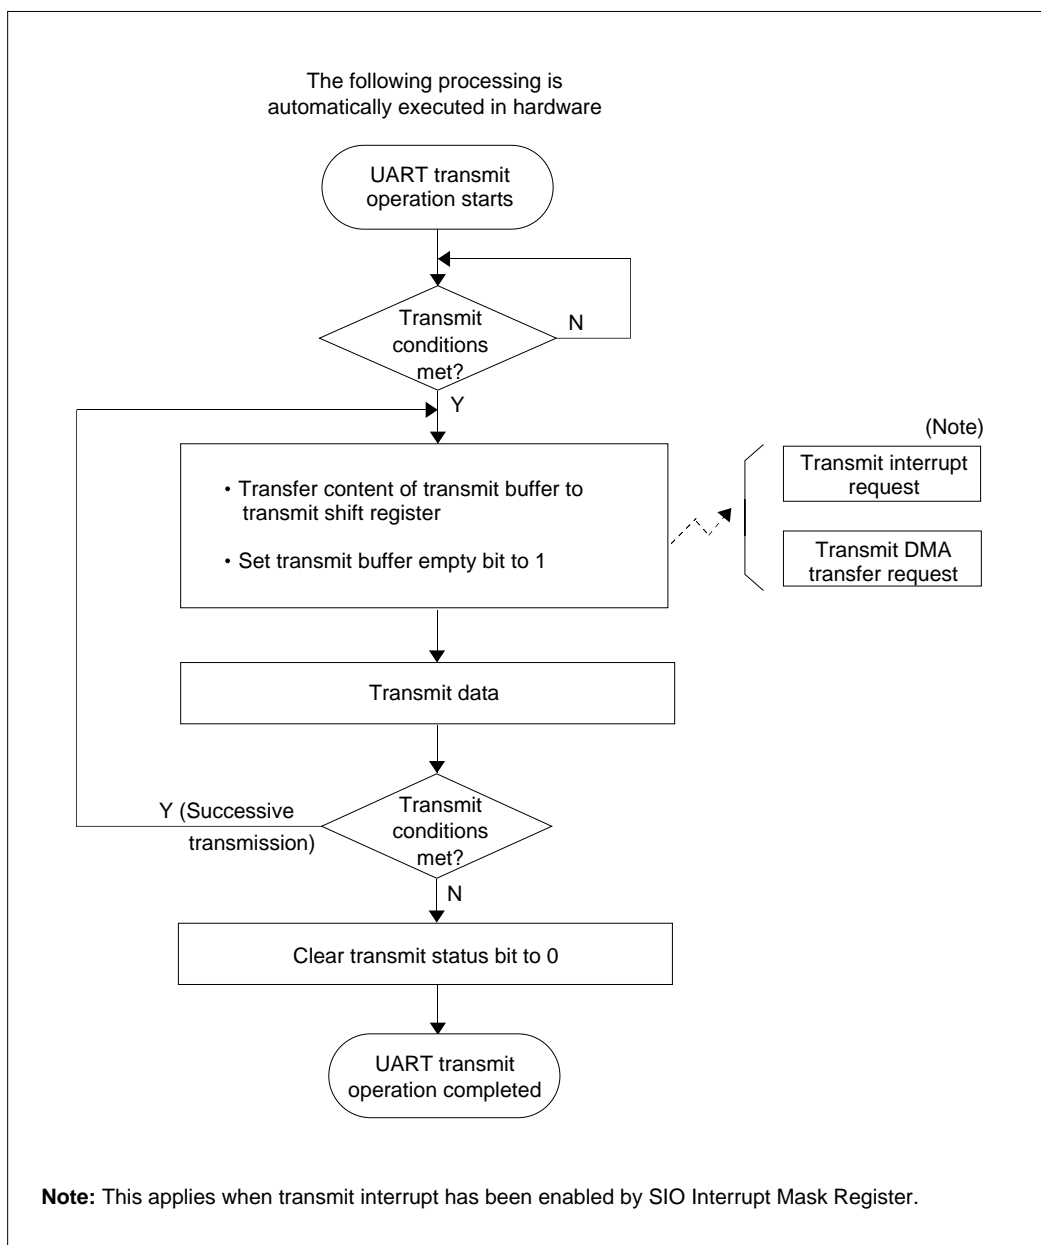 The following processing is
automatically executed in hardware
UART transmit
operation starts
Transmit
conditions
met?
N
Y
• Transfer content of transmit buffer to
transmit shift register
• Set transmit buffer empty bit to 1
(Note)
Transmit interrupt
request
Transmit DMA
transfer request
Transmit data
Transmit
conditions
met?
Y (Successive
transmission)
N
Clear transmit status bit to 0
UART transmit
operation completed
Note: This applies when transmit interrupt has been enabled by SIO Interrupt Mask Register.